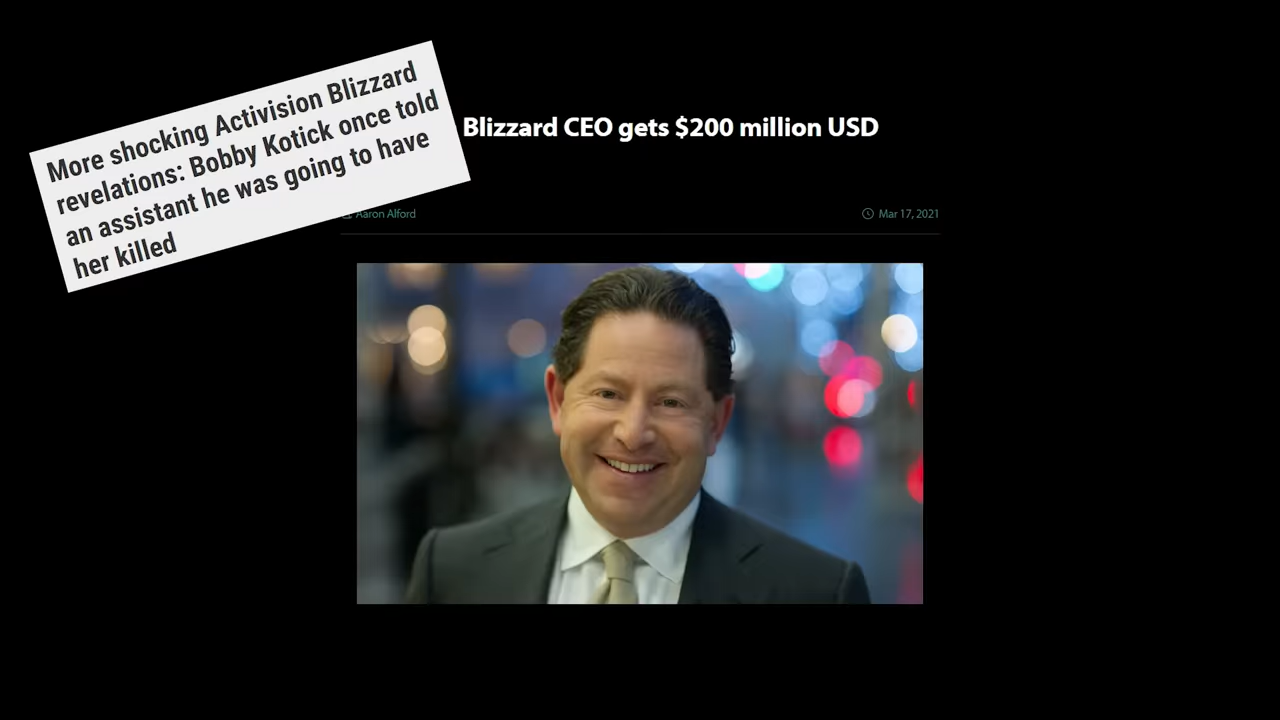 More shocking Activision Blizzard
revelations: Bobby Kotick once told
an assistant he was going to have
her killed
Blizzard CEO gets $200 million USD
Aaron Alford
Mar 17, 2021